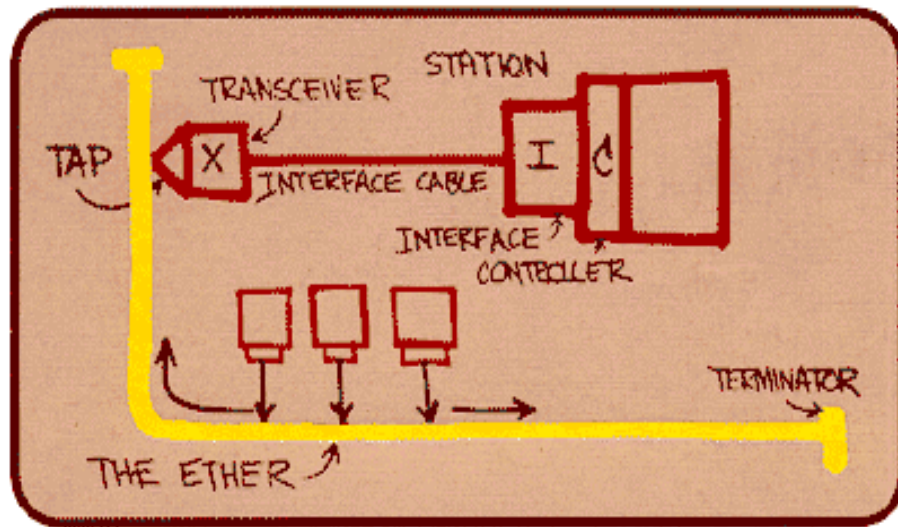 STATION
TRANSCEIVER
TAP
X
I
C
INTERFACE CABLE
INTERFACE
CONTROLLER
TERMINATOR
THE ETHER